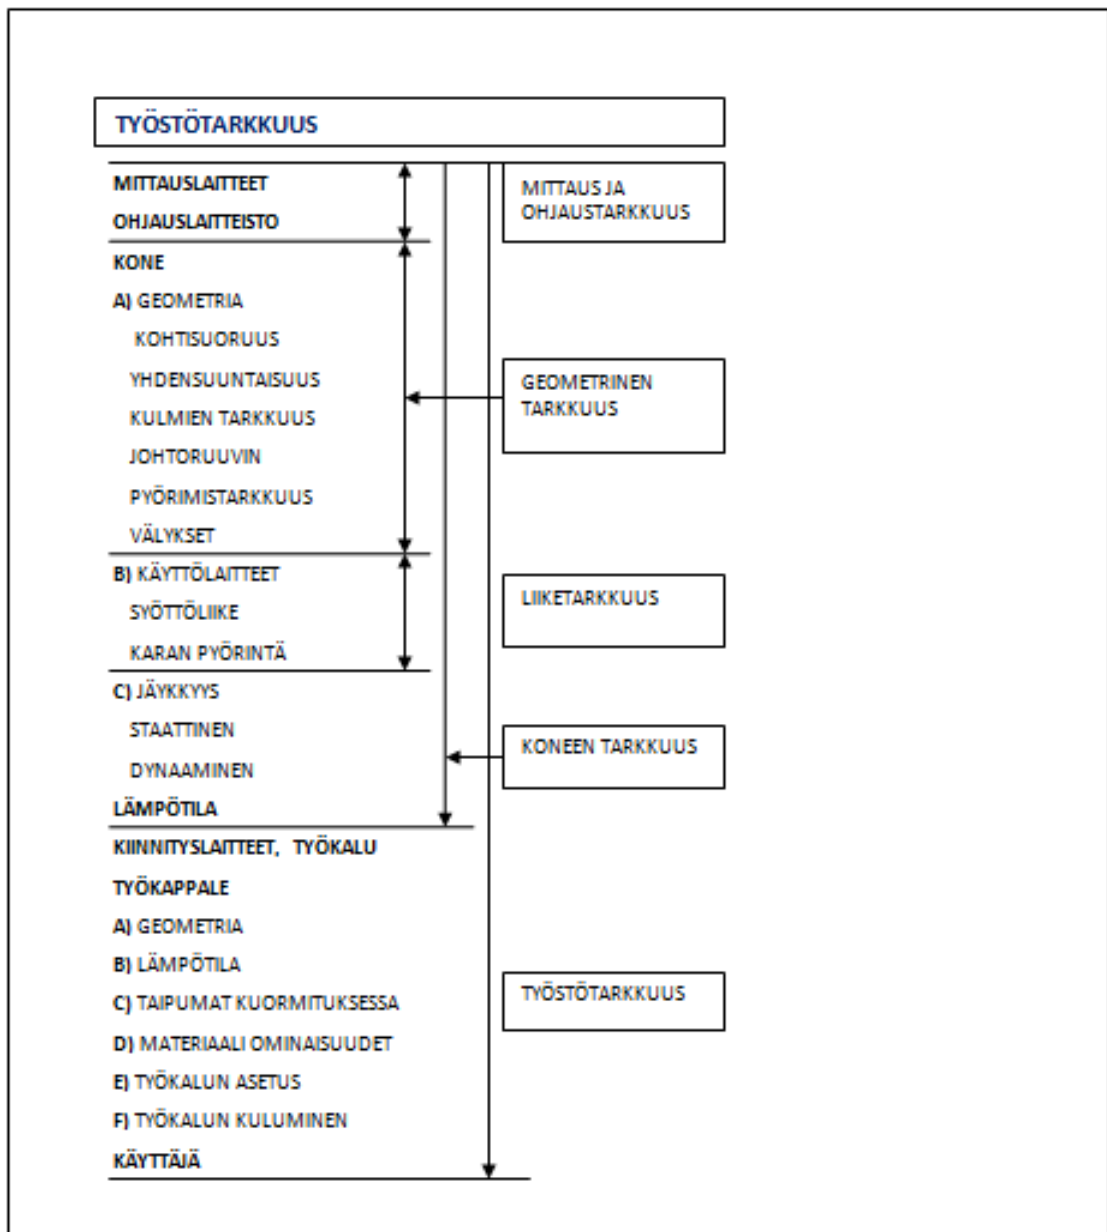 TYÖSTÖTARKKUUS
MITTAUSLAITTEET
OHJAUSLAITTEISTO
MITTAUS JA
OHJAUSTARKKUUS
KONE
A) GEOMETRIA
KOHTISUORUUS
YHDENSUUNTAISUUS
KULMIEN TARKKUUS
JOHTORUUVIN
PYÖRIMISTARKKUUS
VÄLYKSET
GEOMETRINEN
TARKKUUS
B) KÄYTTÖLAITTEET
SYÖTTÖLIIKE
KARAN PYÖRINTÄ
LIIKETARKKUUS
C) JÄYKKYYS
STAATTINEN
DYNAAMINEN
LÄMPÖTILA
KONEEN TARKKUUS
KIINNITYSLAITTEET, TYÖKALU
TYÖKAPPALE
A) GEOMETRIA
B) LÄMPÖTILA
C) TAIPUMAT KUORMITUKSESSA
D) MATERIAALI OMINAISUUDET
E) TYÖKALUN ASETUS
F) TYÖKALUN KULUMINEN
KÄYTTÄJÄ
TYÖSTÖTARKKUUS